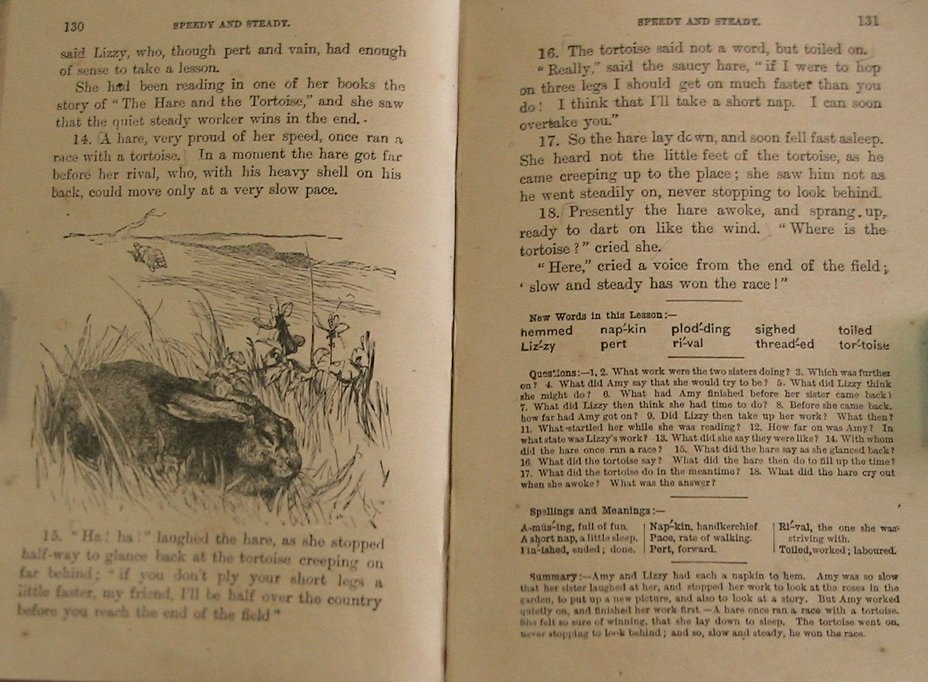 130 SPEEDY AND STEADY.
said Lizzy, who, though pert and vain, had enough
of sense to take a lesson.
She had been reading in one of her books the
story of "The Hare and the Tortoise," and she saw
that the quiet steady worker wins in the end.
14. A hare, very proud of her speed, once ran a
race with a tortoise. In a moment the hare got far
before her rival, who, with his heavy shell on his
back, could move only at a very slow pace.
15. "Ha! ha!" laughed the hare, as she stopped
half-way to glance back at the tortoise creeping on
far behind; "if you don't ply your short legs a
little faster, my friend, I'll be half over the country
before you reach the end of the field"
SPEEDY AND STEADY. 131
16. The tortoise said not a word, but toiled on.
"Really," said the saucy hare, "if I were to hop
on three legs I should get on much faster than you
do! I think that I'll take a short nap. I can soon
overtake you."
17. So the hare lay down, and soon fell fast asleep.
She heard not the little feet of the tortoise, as he
came creeping up to the place; she saw him not as
he went steadily on, never stopping to look behind.
18. Presently the hare awoke, and sprang up,
ready to dart on like the wind. "Where is the
tortoise?" cried she.
"Here," cried a voice from the end of the field;
' slow and steady has won the race!"
New Words in this Lesson:—
hemmed nap´-kin plod´-ding sighed toiled
Liz´-zy pert ri´-val thread´-ed tor´-toise
Questions:—1, 2. What work were the two sisters doing? 3. Which was further
on? 4. What did Amy say that she would try to be? 5. What did Lizzy think
she might do? 6. What had Amy finished before her sister came back?
7. What did Lizzy then think she had time to do? 8. Before she came back,
how far had Amy got on? 9. Did Lizzy then take up her work? What then?
11. What startled her while she was reading? 12. How far on was Amy? In
what state was Lizzy's work? 13. What did she say they were like? 14. With whom
did the hare once run a race? 15. What did the hare say as she glanced back?
16. What did the tortoise say? What did the hare then do to fill up the time?
17. What did the tortoise do in the meantime? 18. What did the hare cry out
when she awoke? What was the answer?
Spellings and Meanings:—
A-mūs´-ing, full of fun. Nap´-kin, handkerchief Ri´-val, the one she was
A short nap, a little sleep. Pace, rate of walking. striving with.
Fin´-ished, ended; done. Pert, forward. Toiled, worked; laboured.
Summary:—Amy and Lizzy had each a napkin to hem. Amy was so slow
that her sister laughed at her, and stopped her work to look at the roses in the
garden, to put up a new picture, and also to look at a story. But Amy worked
quietly on, and finished her work first.—A hare once ran a race with a tortoise.
She felt so sure of winning, that she lay down to sleep. The tortoise went on,
never stopping to look behind; and so, slow and steady, he won the race.